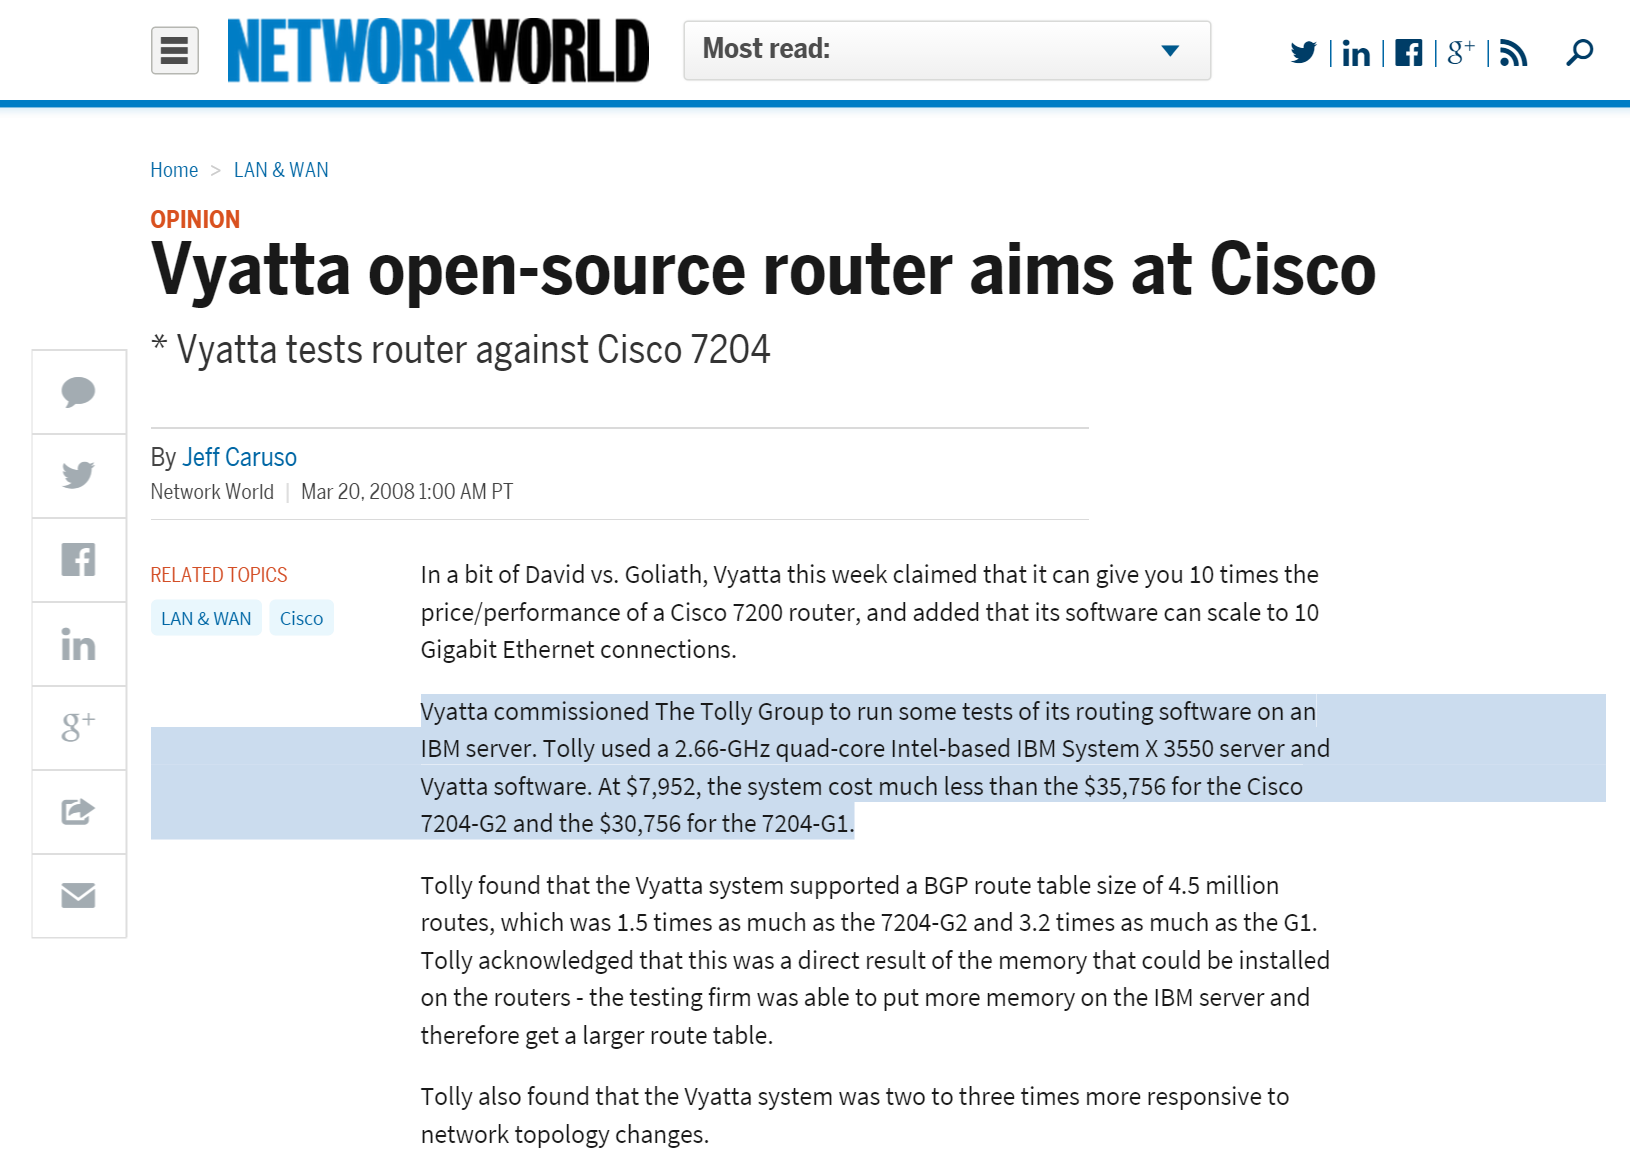 NETWORKWORLD
Most read:
in
g+
Home > LAN & WAN
OPINION
Vyatta open-source router aims at Cisco
* Vyatta tests router against Cisco 7204
By Jeff Caruso
Network World | Mar 20, 2008 1:00 AM PT
in
g+
RELATED TOPICS
LAN & WAN
Cisco
In a bit of David vs. Goliath, Vyatta this week claimed that it can give you 10 times the
price/performance of a Cisco 7200 router, and added that its software can scale to 10
Gigabit Ethernet connections.
Vyatta commissioned The Tolly Group to run some tests of its routing software on an
IBM server. Tolly used a 2.66-GHz quad-core Intel-based IBM System X 3550 server and
Vyatta software. At $7,952, the system cost much less than the $35,756 for the Cisco
7204-G2 and the $30,756 for the 7204-G1.
Tolly found that the Vyatta system supported a BGP route table size of 4.5 million
routes, which was 1.5 times as much as the 7204-G2 and 3.2 times as much as the G1.
Tolly acknowledged that this was a direct result of the memory that could be installed
on the routers - the testing firm was able to put more memory on the IBM server and
therefore get a larger route table.
Tolly also found that the Vyatta system was two to three times more responsive to
network topology changes.